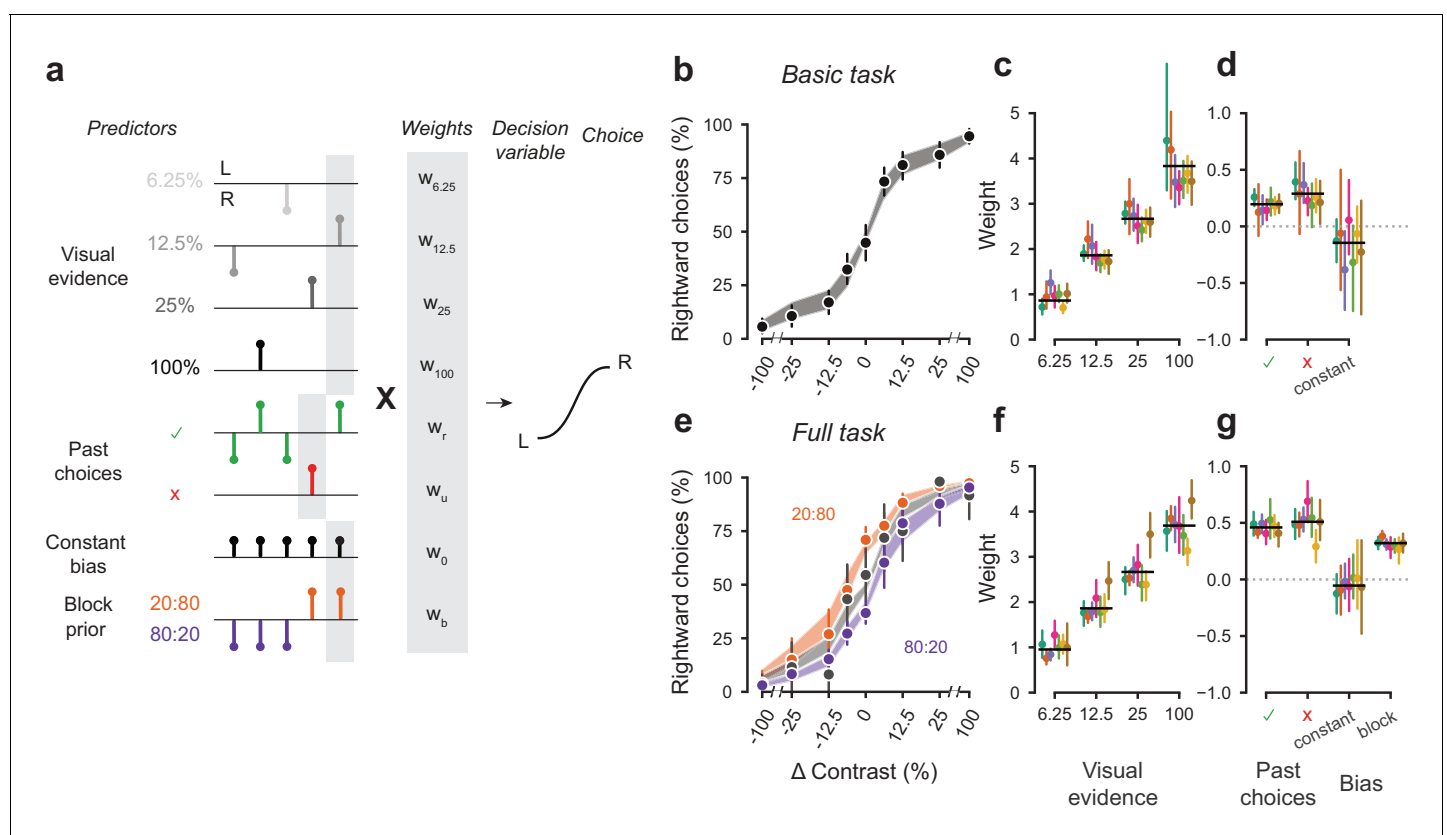 a
Predictors
Weights
Decision
variable
Choice
6.25%
L
R
12.5%
Visual
evidence
25%
100%
✓
Past
choices
x
Constant
bias
20:80
Block
prior
80:20
w6.25
w12.5
w25
w100
wr
wu
w0
wb
X
L
R
b
Basic task
Rightward choices (%)
100
75
50
25
0
-100
-25
-12.5
0
12.5
25
100
c
Weight
5
4
3
2
1
0
6.25
12.5
25
100
d
1.0
0.5
0.0
−0.5
−1.0
✓
x
constant
e
Full task
Rightward choices (%)
100
75
50
25
0
20:80
80:20
-100
-25
-12.5
0
12.5
25
100
Δ Contrast (%)
f
Weight
5
4
3
2
1
0
6.25
12.5
25
100
Visual
evidence
g
1.0
0.5
0.0
−0.5
−1.0
✓
x
constant
block
Past
choices
Bias